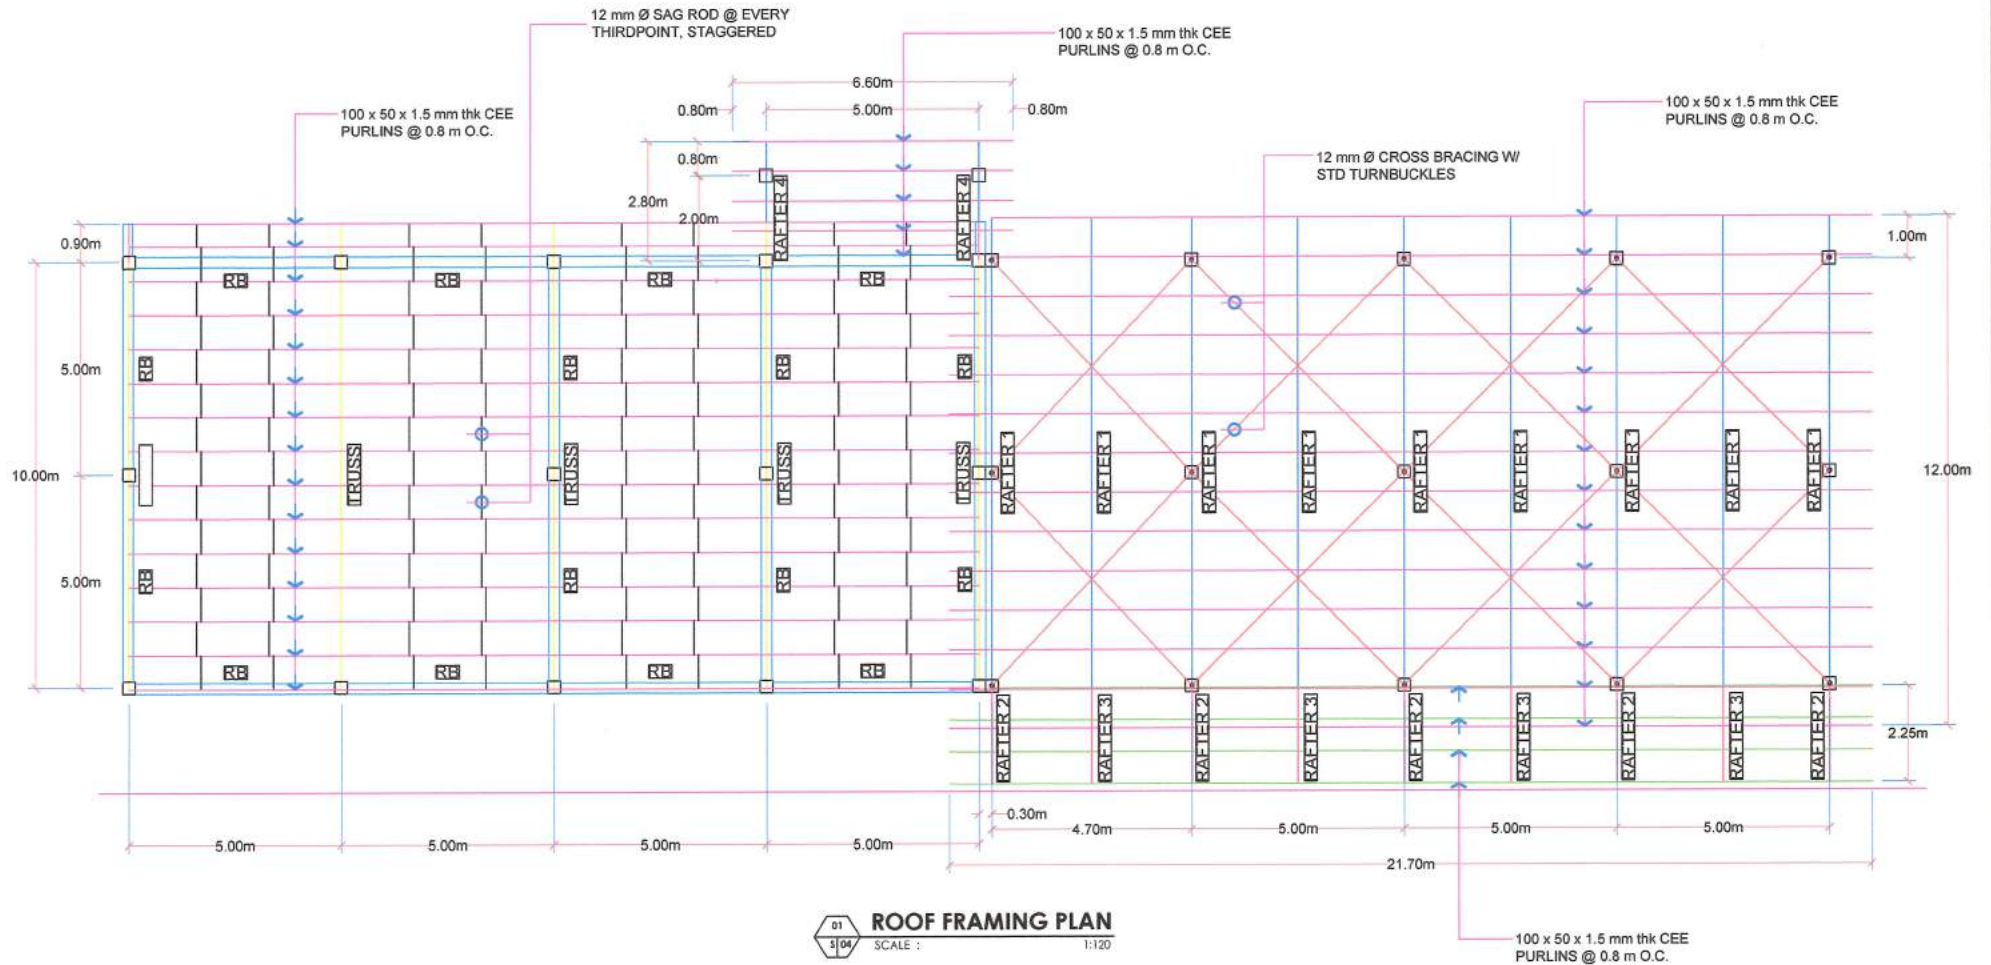 12 mm Ø SAG ROD @ EVERY
THIRDPOINT, STAGGERED
100 x 50 x 1.5 mm thk CEE
PURLINS @ 0.8 m O.C.
100 x 50 x 1.5 mm thk CEE
PURLINS @ 0.8 m O.C.
100 x 50 x 1.5 mm thk CEE
PURLINS @ 0.8 m O.C.
12 mm Ø CROSS BRACING W/
STD TURNBUCKLES
6.60m
0.80m
5.00m
0.80m
0.80m
2.80m
2.00m
RAFTER 4
RAFTER 4
0.90m
1.00m
RB
RB
RB
RB
5.00m
RB
RB
RB
RB
10.00m
TRUSS
TRUSS
TRUSS
TRUSS
RAFTER 1
RAFTER 1
RAFTER 1
RAFTER 1
RAFTER 1
RAFTER 1
RAFTER 1
RAFTER 1
RAFTER 1
12.00m
5.00m
RB
RB
RB
RB
RB
RB
RB
RB
RAFTER 2
RAFTER 3
RAFTER 2
RAFTER 3
RAFTER 2
RAFTER 3
RAFTER 2
RAFTER 3
RAFTER 2
2.25m
0.30m
5.00m
5.00m
5.00m
5.00m
4.70m
5.00m
5.00m
5.00m
21.70m
01
S 04
ROOF FRAMING PLAN
SCALE :
1:120
100 x 50 x 1.5 mm thk CEE
PURLINS @ 0.8 m O.C.